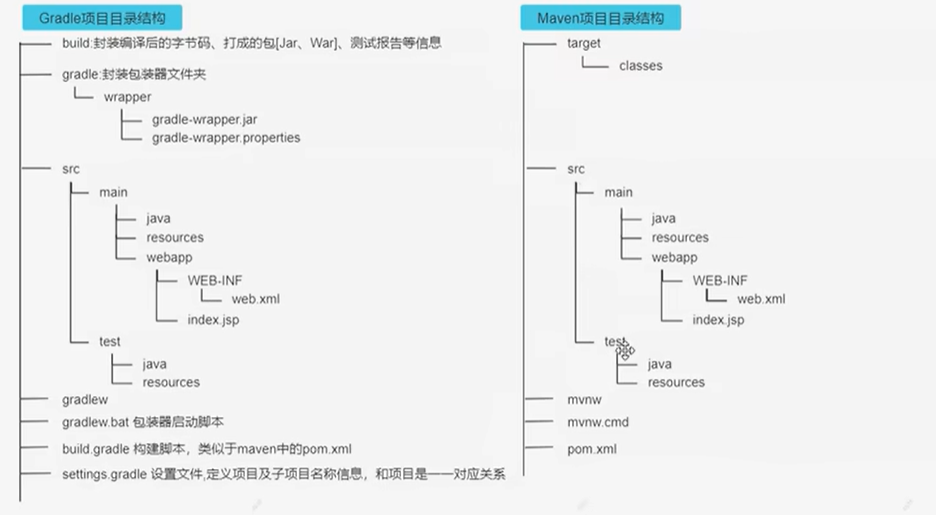 Gradle项目目录结构
build:封装编译后的字节码、打成的包[Jar、War]、测试报告等信息
gradle:封装包装器文件夹
wrapper
gradle-wrapper.jar
gradle-wrapper.properties
src
main
java
resources
webapp
WEB-INF
web.xml
index.jsp
test
java
resources
gradlew
gradlew.bat 包装器启动脚本
build.gradle 构建脚本，类似于maven中的pom.xml
settings.gradle 设置文件,定义项目及子项目名称信息，和项目是一一对应关系
Maven项目目录结构
target
classes
src
main
java
resources
webapp
WEB-INF
web.xml
index.jsp
test
java
resources
mvnw
mvnw.cmd
pom.xml